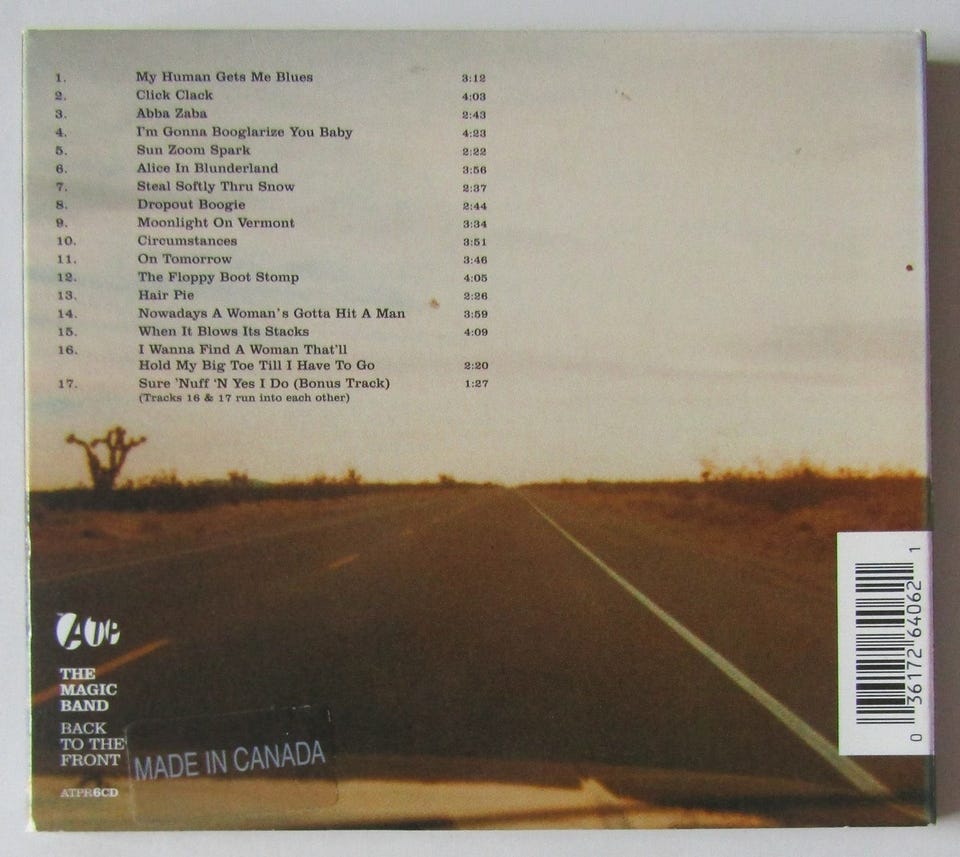 1. My Human Gets Me Blues 3:12
2. Click Clack 4:03
3. Abba Zaba 2:43
4. I'm Gonna Booglarize You Baby 4:23
5. Sun Zoom Spark 2:22
6. Alice In Blunderland 3:56
7. Steal Softly Thru Snow 2:37
8. Dropout Boogie 2:44
9. Moonlight On Vermont 3:34
10. Circumstances 3:51
11. On Tomorrow 3:46
12. The Floppy Boot Stomp 4:05
13. Hair Pie 2:26
14. Nowadays A Woman's Gotta Hit A Man 3:59
15. When It Blows Its Stacks 4:09
16. I Wanna Find A Woman That'll
Hold My Big Toe Till I Have To Go 2:20
17. Sure 'Nuff 'N Yes I Do (Bonus Track) 1:27
(Tracks 16 & 17 run into each other)
THE
MAGIC
BAND
BACK
TO THE
FRONT
ATPR6CD
MADE IN CANADA
0 36172 64062 1